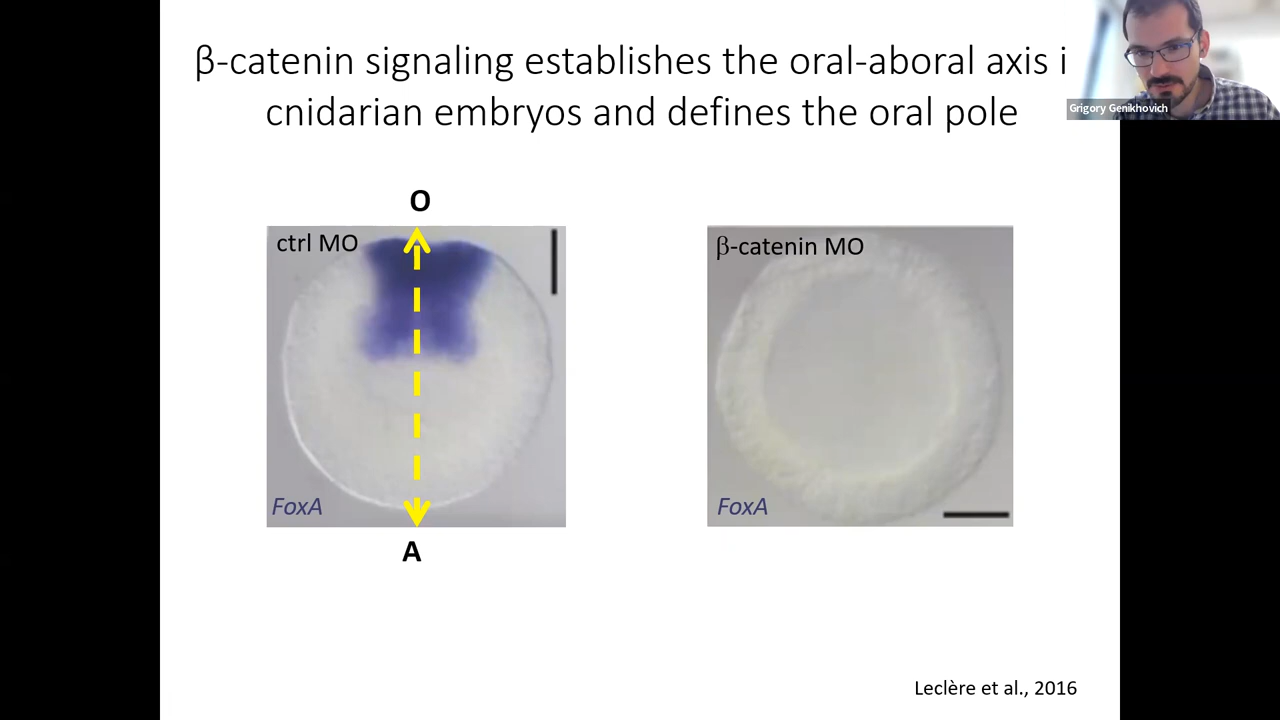 β-catenin signaling establishes the oral-aboral axis i
cnidarian embryos and defines the oral pole
Grigory Genikhovich
O
ctrl MO
FoxA
A
β-catenin MO
FoxA
Leclère et al., 2016